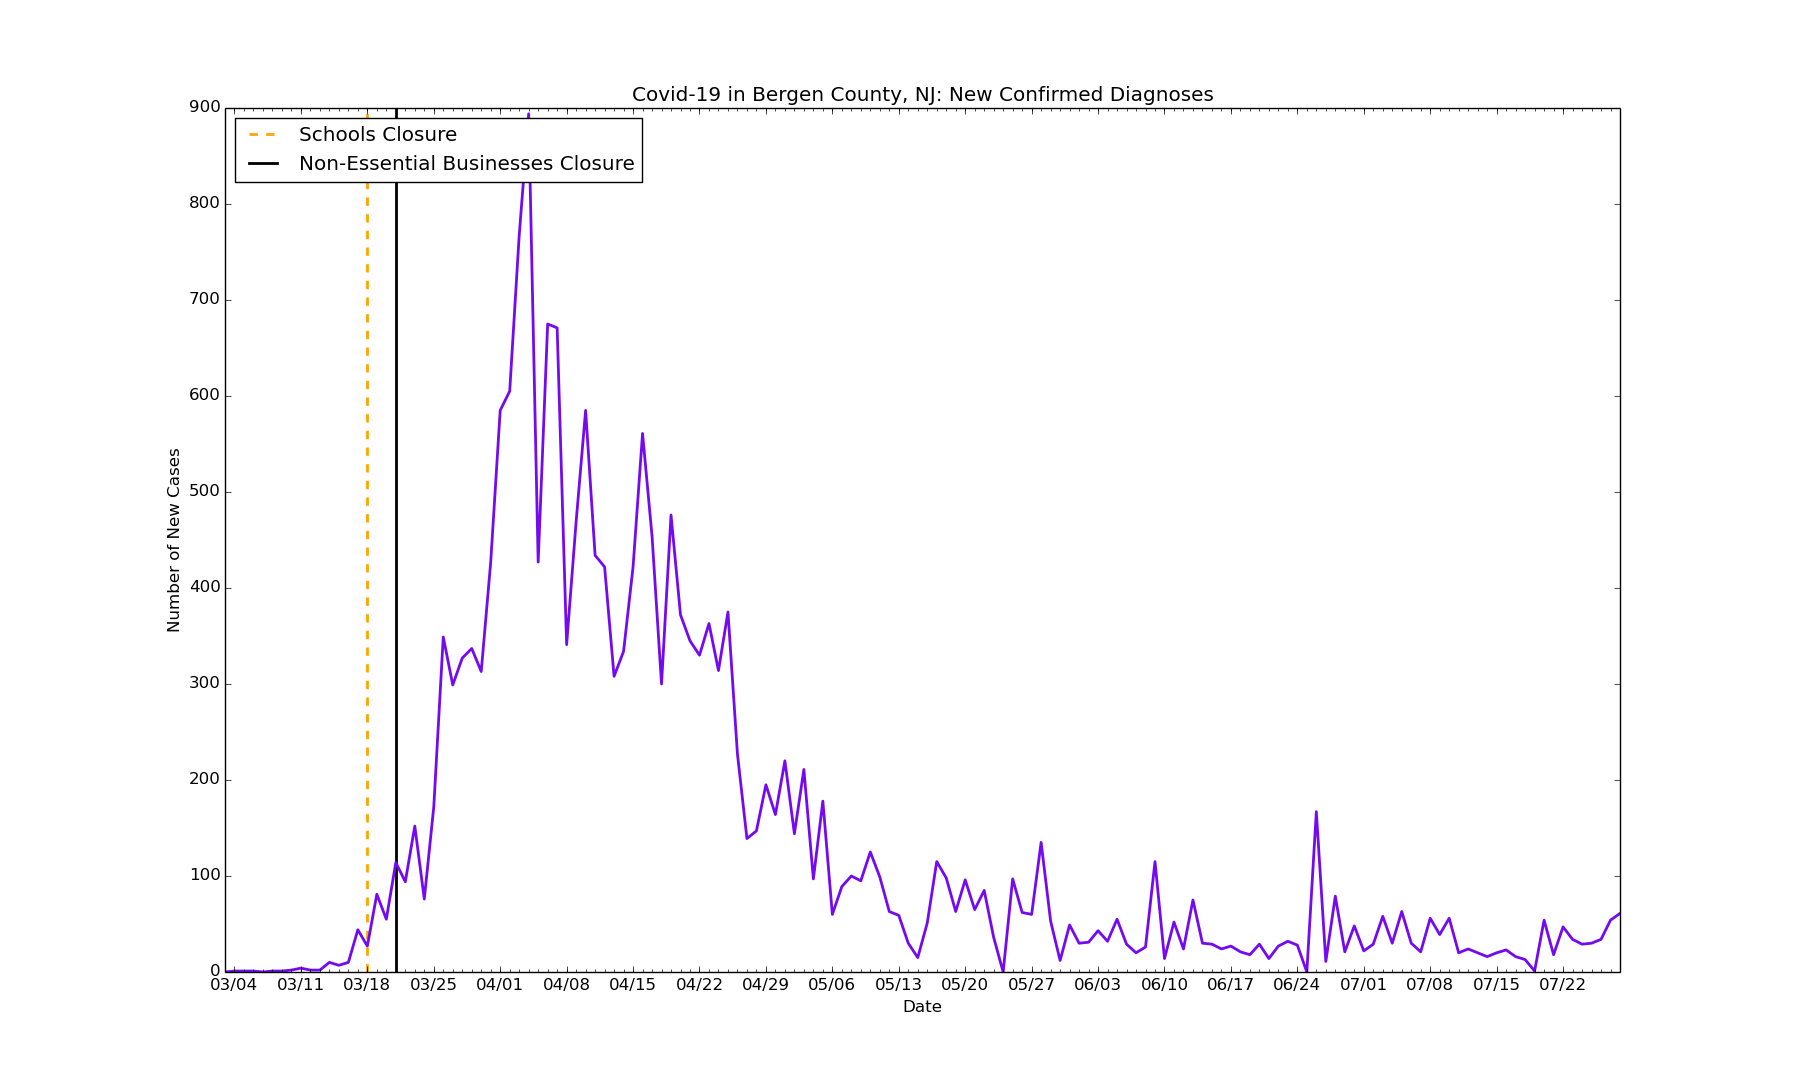 Covid-19 in Bergen County, NJ: New Confirmed Diagnoses
900
800
700
600
500
400
300
200
100
0
Number of New Cases
Schools Closure
Non-Essential Businesses Closure
03/04 03/11 03/18 03/25 04/01 04/08 04/15 04/22 04/29 05/06 05/13 05/20 05/27 06/03 06/10 06/17 06/24 07/01 07/08 07/15 07/22
Date